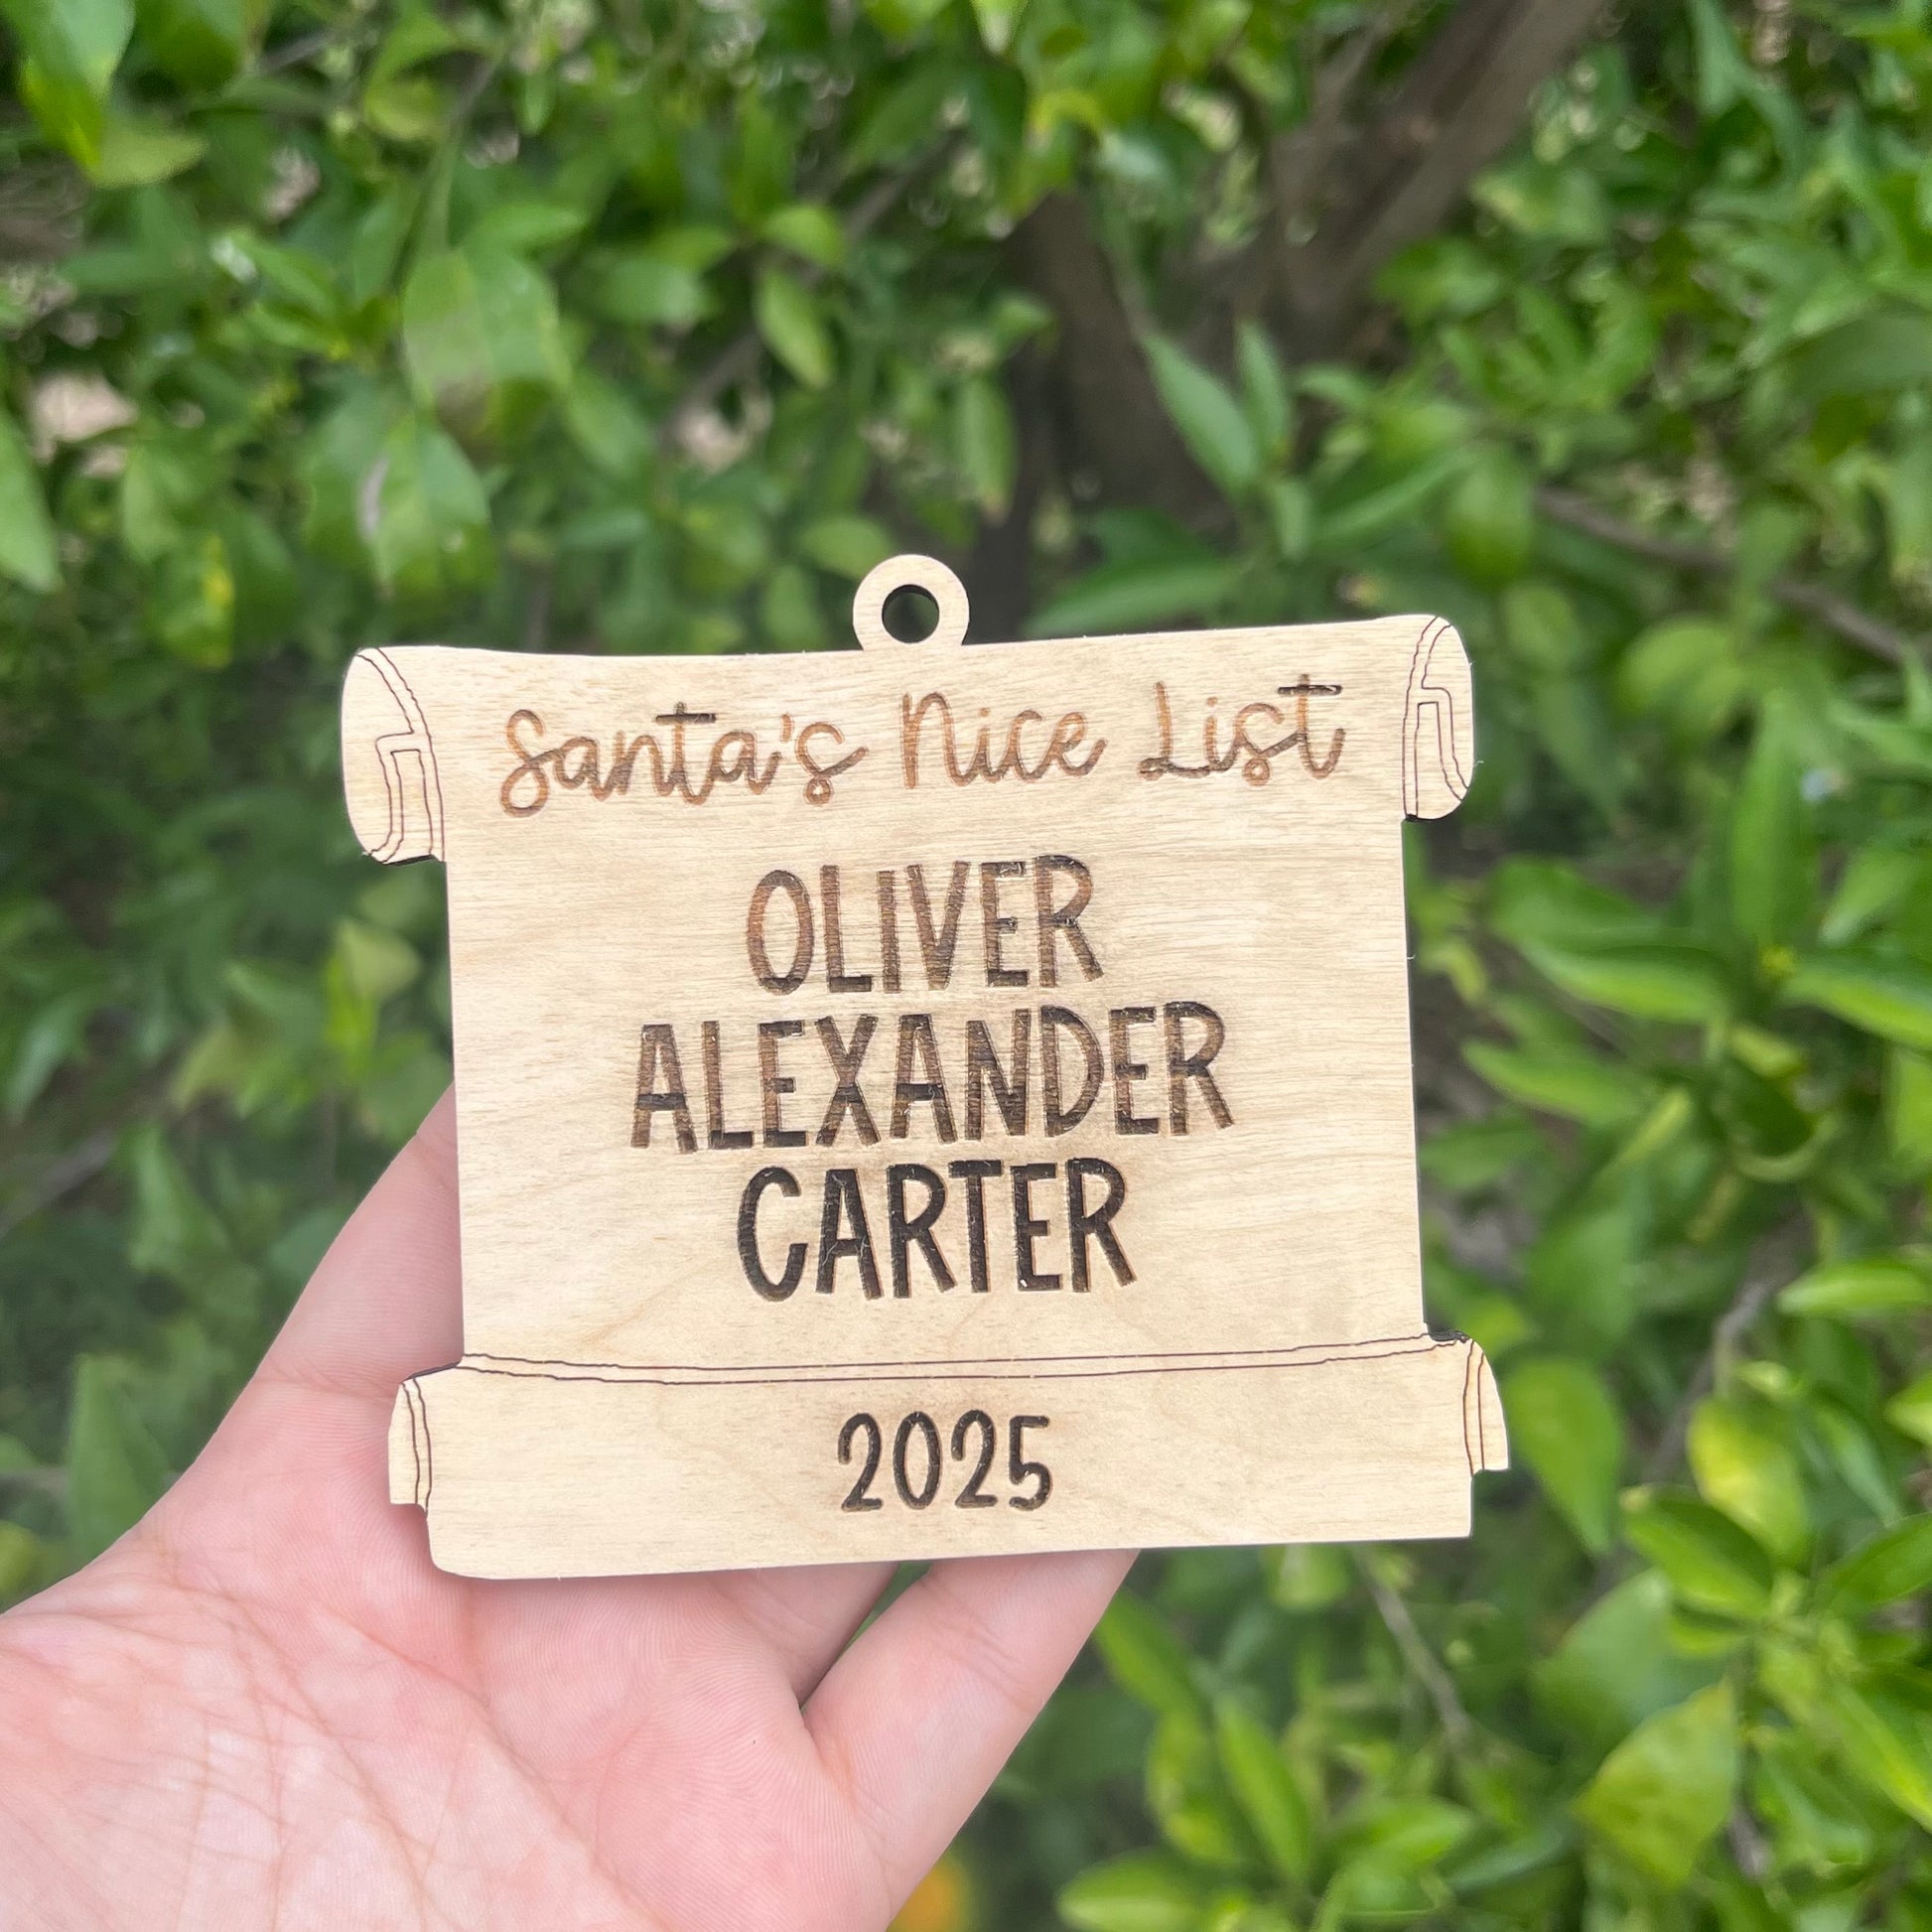 Santa's Nice List
OLIVER
ALEXANDER
CARTER
2025